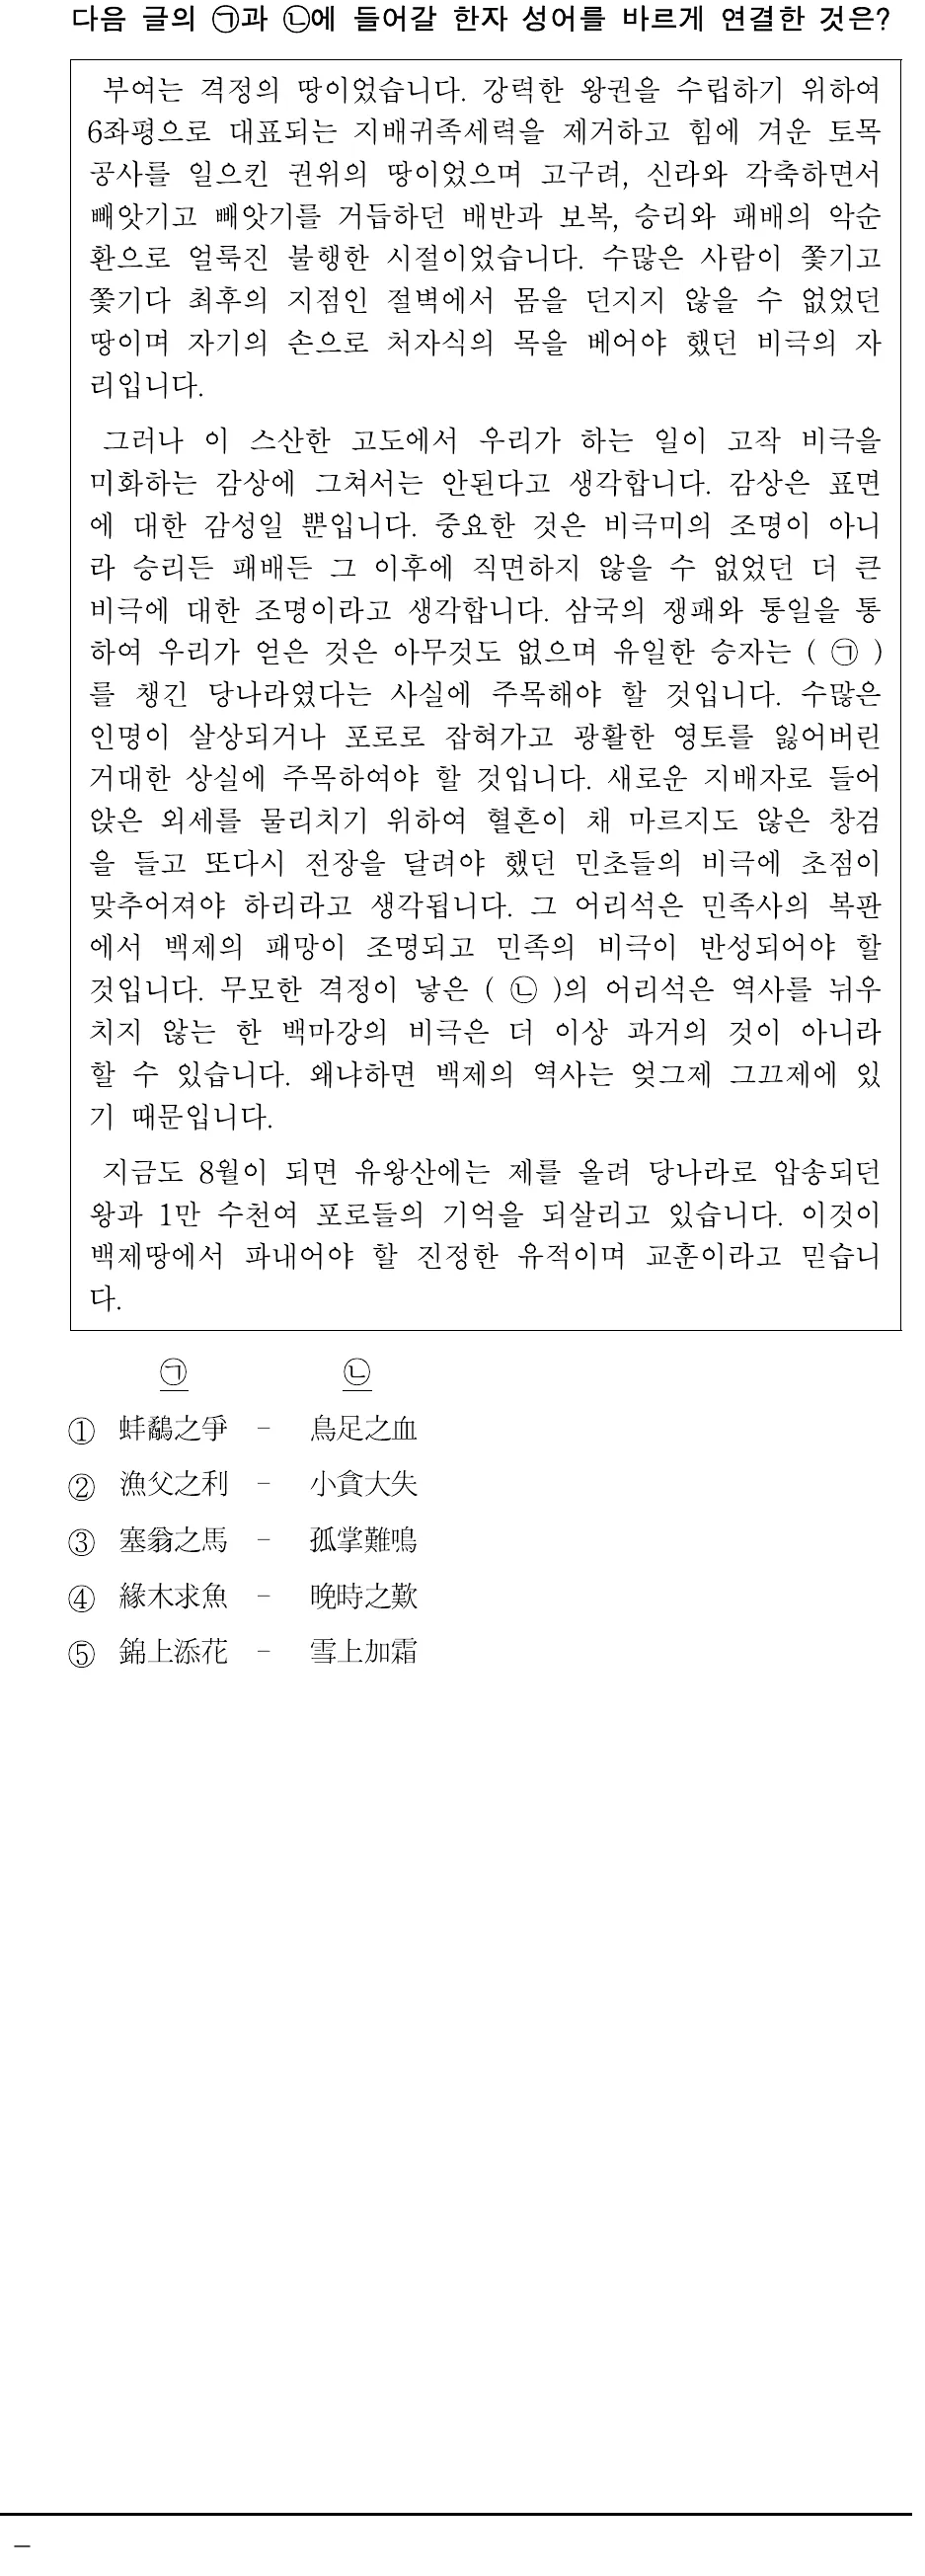 다음 글의 ㉠과 ㉡에 들어갈 한자 성어를 바르게 연결한 것은?
부여는 격정의 땅이었습니다. 강력한 왕권을 수립하기 위하여
6좌평으로 대표되는 지배귀족세력을 제거하고 힘에 겨운 토목
공사를 일으킨 권위의 땅이었으며 고구려, 신라와 각축하면서
빼앗기고 빼앗기를 거듭하던 배반과 보복, 승리와 패배의 악순
환으로 얼룩진 불행한 시절이었습니다. 수많은 사람이 쫓기고
쫓기다 최후의 지점인 절벽에서 몸을 던지지 않을 수 없었던
땅이며 자기의 손으로 처자식의 목을 베어야 했던 비극의 자
리입니다.
그러나 이 스산한 고도에서 우리가 하는 일이 고작 비극을
미화하는 감상에 그쳐서는 안된다고 생각합니다. 감상은 표면
에 대한 감성일 뿐입니다. 중요한 것은 비극미의 조명이 아니
라 승리든 패배든 그 이후에 직면하지 않을 수 없었던 더 큰
비극에 대한 조명이라고 생각합니다. 삼국의 쟁패와 통일을 통
하여 우리가 얻은 것은 아무것도 없으며 유일한 승자는 ( ㉠ )
를 챙긴 당나라였다는 사실에 주목해야 할 것입니다. 수많은
인명이 살상되거나 포로로 잡혀가고 광활한 영토를 잃어버린
거대한 상실에 주목하여야 할 것입니다. 새로운 지배자로 들어
앉은 외세를 물리치기 위하여 혈흔이 채 마르지도 않은 창검
을 들고 또다시 전장을 달려야 했던 민초들의 비극에 초점이
맞추어져야 하리라고 생각됩니다. 그 어리석은 민족사의 복판
에서 백제의 패망이 조명되고 민족의 비극이 반성되어야 할
것입니다. 무모한 격정이 낳은 ( ㉡ )의 어리석은 역사를 뉘우
치지 않는 한 백마강의 비극은 더 이상 과거의 것이 아니라
할 수 있습니다. 왜냐하면 백제의 역사는 엊그제 그끄제에 있
기 때문입니다.
지금도 8월이 되면 유왕산에는 제를 올려 당나라로 압송되던
왕과 1만 수천여 포로들의 기억을 되살리고 있습니다. 이것이
백제땅에서 파내어야 할 진정한 유적이며 교훈이라고 믿습니
다.
㉠ ㉡
① 蚌鷸之爭 - 鳥足之血
② 漁父之利 - 小貪大失
③ 塞翁之馬 - 孤掌難鳴
④ 緣木求魚 - 晩時之歎
⑤ 錦上添花 - 雪上加霜